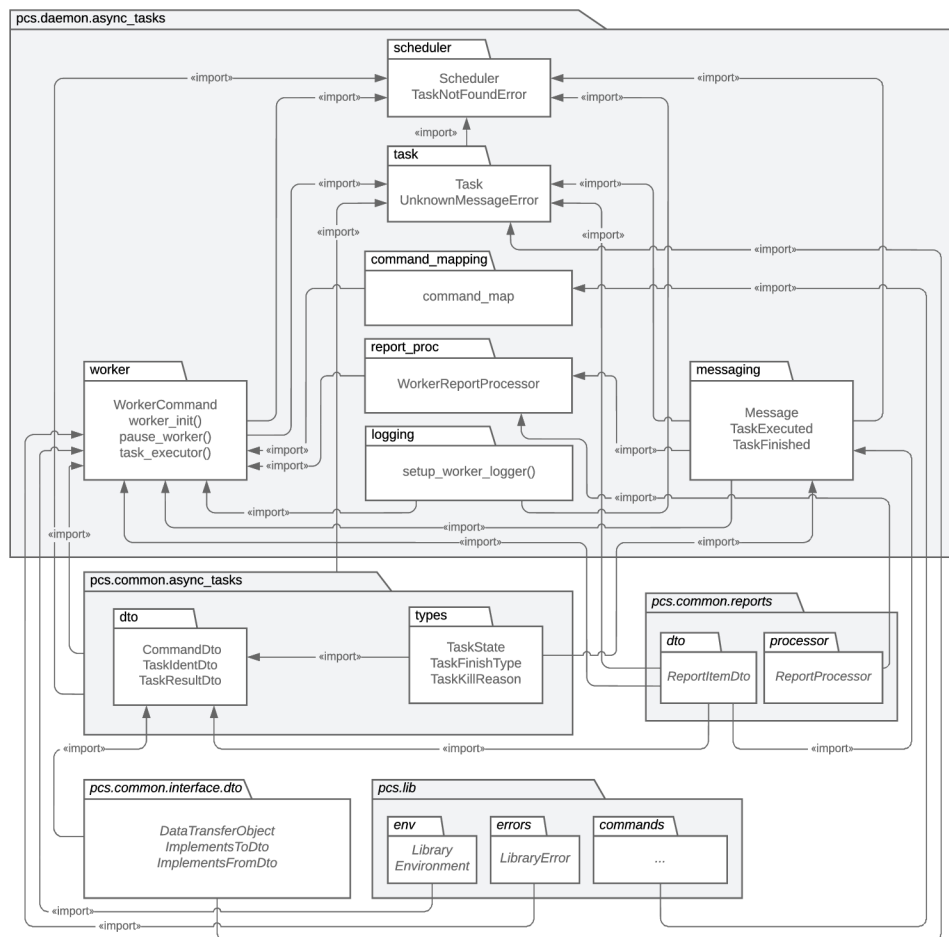 pcs.daemon.async_tasks
scheduler
Scheduler
TaskNotFoundError
«import»
«import»
«import»
«import»
«import»
task
Task
UnknownMessageError
«import»
«import»
«import»
«import»
«import»
command_mapping
command_map
«import»
report_proc
WorkerReportProcessor
«import»
worker
WorkerCommand
worker_init()
pause_worker()
task_executor()
messaging
Message
TaskExecuted
TaskFinished
logging
setup_worker_logger()
«import»
«import»
«import»
«import»
«import»
«import»
«import»
«import»
«import»
pcs.common.async_tasks
dto
CommandDto
TaskIdentDto
TaskResultDto
«import»
types
TaskState
TaskFinishType
TaskKillReason
pcs.common.reports
dto
ReportItemDto
processor
ReportProcessor
«import»
«import»
«import»
pcs.common.interface.dto
DataTransferObject
ImplementsToDto
ImplementsFromDto
pcs.lib
env
Library
Environment
errors
LibraryError
commands
...
«import»
«import»